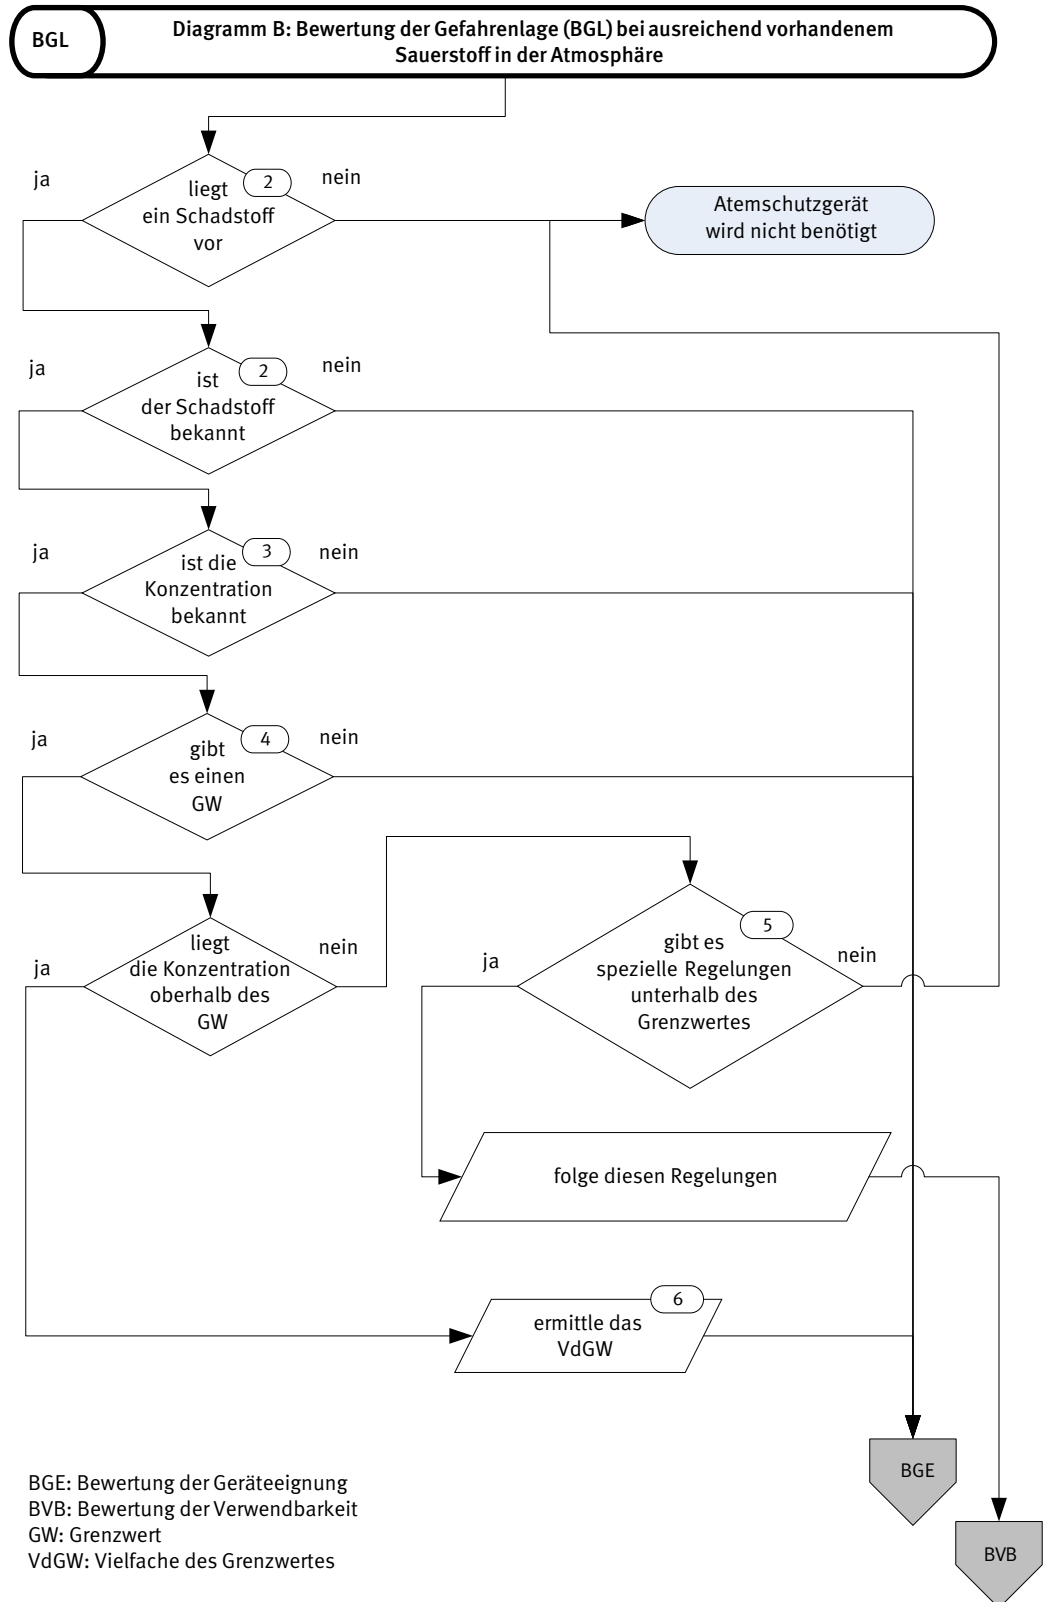 BGL
Diagramm B: Bewertung der Gefahrenlage (BGL) bei ausreichend vorhandenem
Sauerstoff in der Atmosphäre
ja
2
nein
liegt
ein Schadstoff
vor
Atemschutzgerät
wird nicht benötigt
ja
2
nein
ist
der Schadstoff
bekannt
ja
3
nein
ist die
Konzentration
bekannt
ja
4
nein
gibt
es einen
GW
ja
nein
liegt
die Konzentration
oberhalb des
GW
ja
5
nein
gibt es
spezielle Regelungen
unterhalb des
Grenzwertes
folge diesen Regelungen
6
ermittle das
VdGW
BGE
BVB
BGE: Bewertung der Geräteeignung
BVB: Bewertung der Verwendbarkeit
GW: Grenzwert
VdGW: Vielfache des Grenzwertes